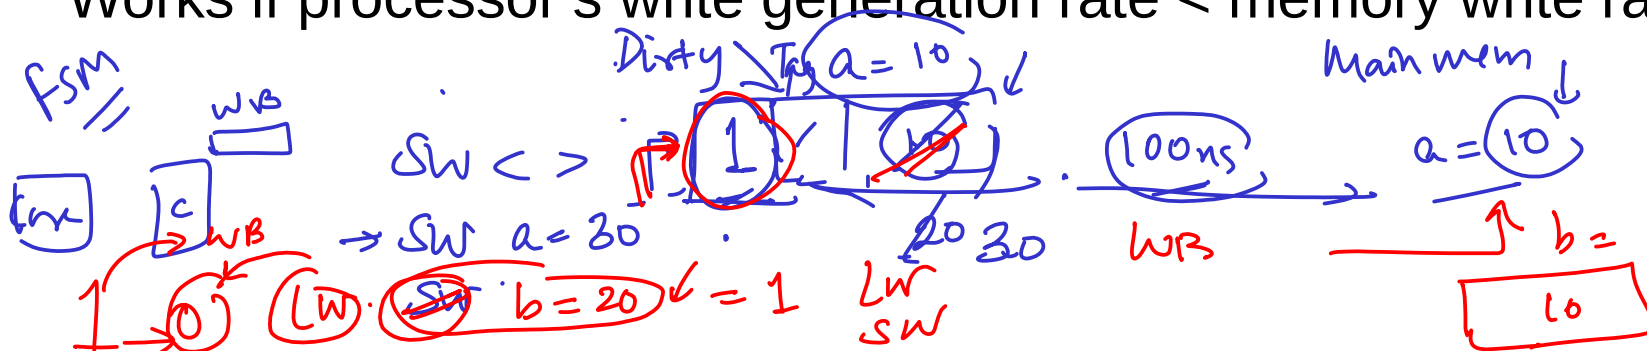 Works if processor's write generation rate < memory write ra
FSM
WB
Dirty Tag a = 10
Main mem
SW < >
1
10
100ns
a = 10
C
WB
→ SW a = 30
20 30
WB
b =
1 0 LW SW b = 20 = 1
LW
SW
10